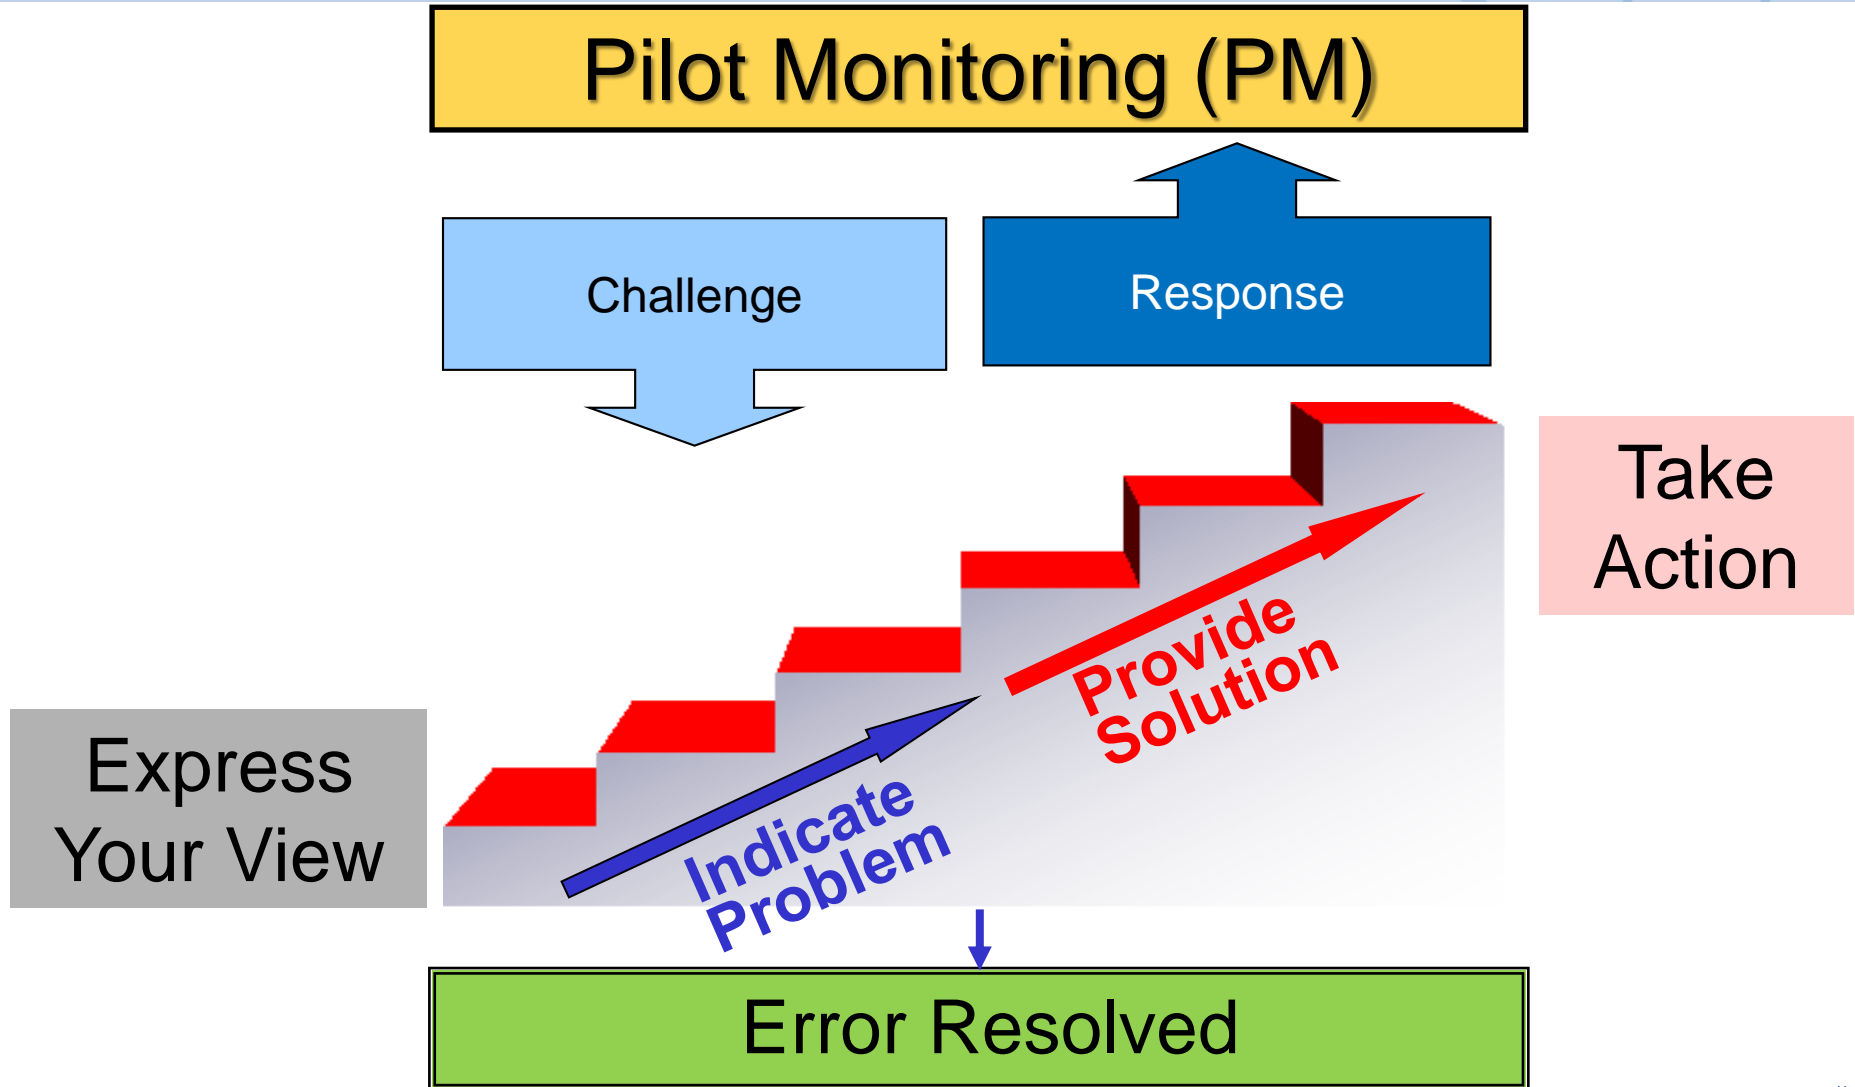 Pilot Monitoring (PM)
Challenge
Response
Take
Action
Provide
Solution
Express
Your View
Indicate
Problem
Error Resolved